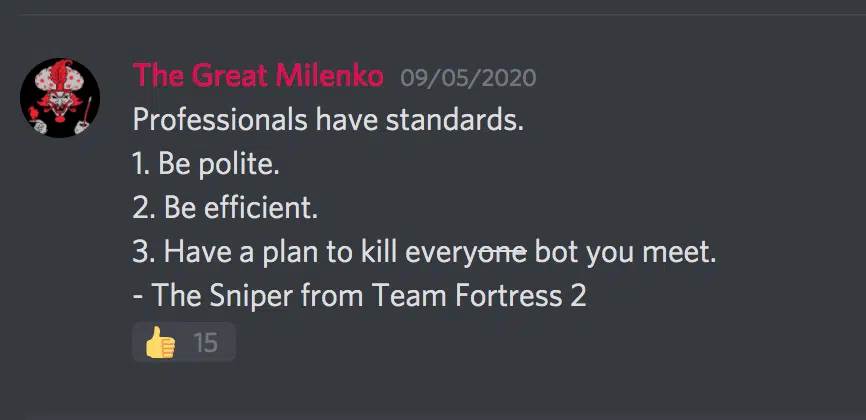 The Great Milenko 09/05/2020
Professionals have standards.
1. Be polite.
2. Be efficient.
3. Have a plan to kill everyone bot you meet.
- The Sniper from Team Fortress 2
👍 15